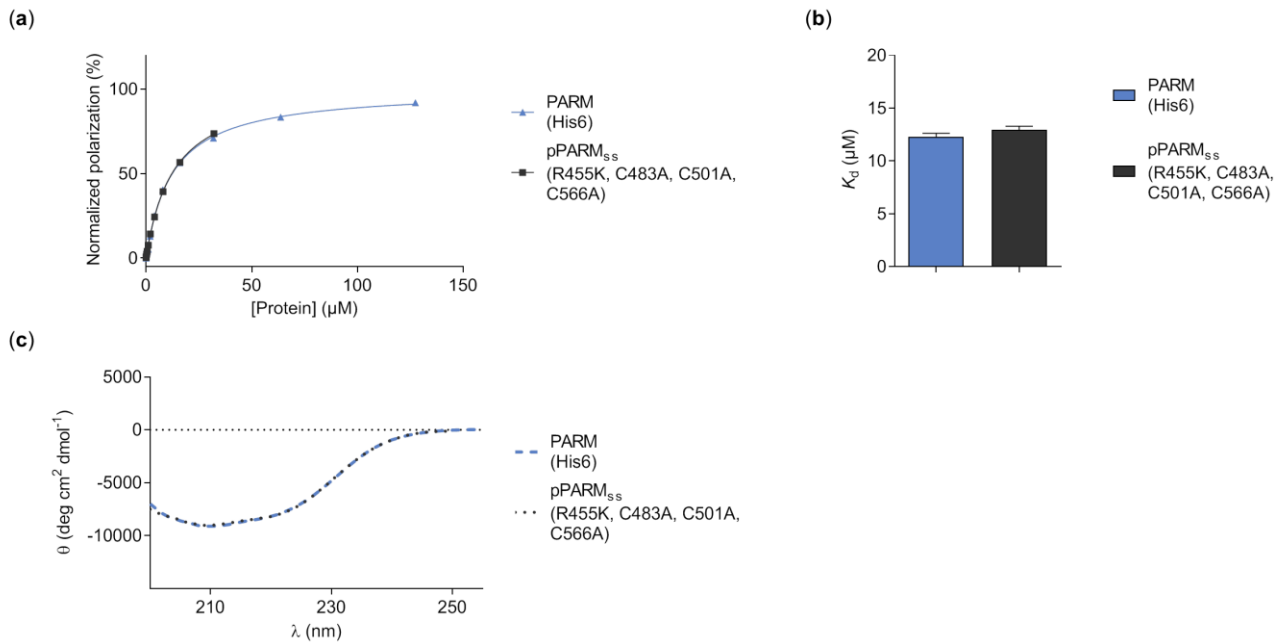 (a)
Normalized polarization (%)
100
50
0
0
50
100
150
[Protein] (µM)
PARM
(His6)
pPARMss
(R455K, C483A, C501A,
C566A)
(b)
Kd (µM)
20
15
10
5
0
PARM
(His6)
pPARMss
(R455K, C483A,
C501A, C566A)
(c)
θ (deg cm² dmol⁻¹)
5000
0
-5000
-10000
210
230
250
λ (nm)
PARM
(His6)
pPARMss
(R455K, C483A, C501A,
C566A)